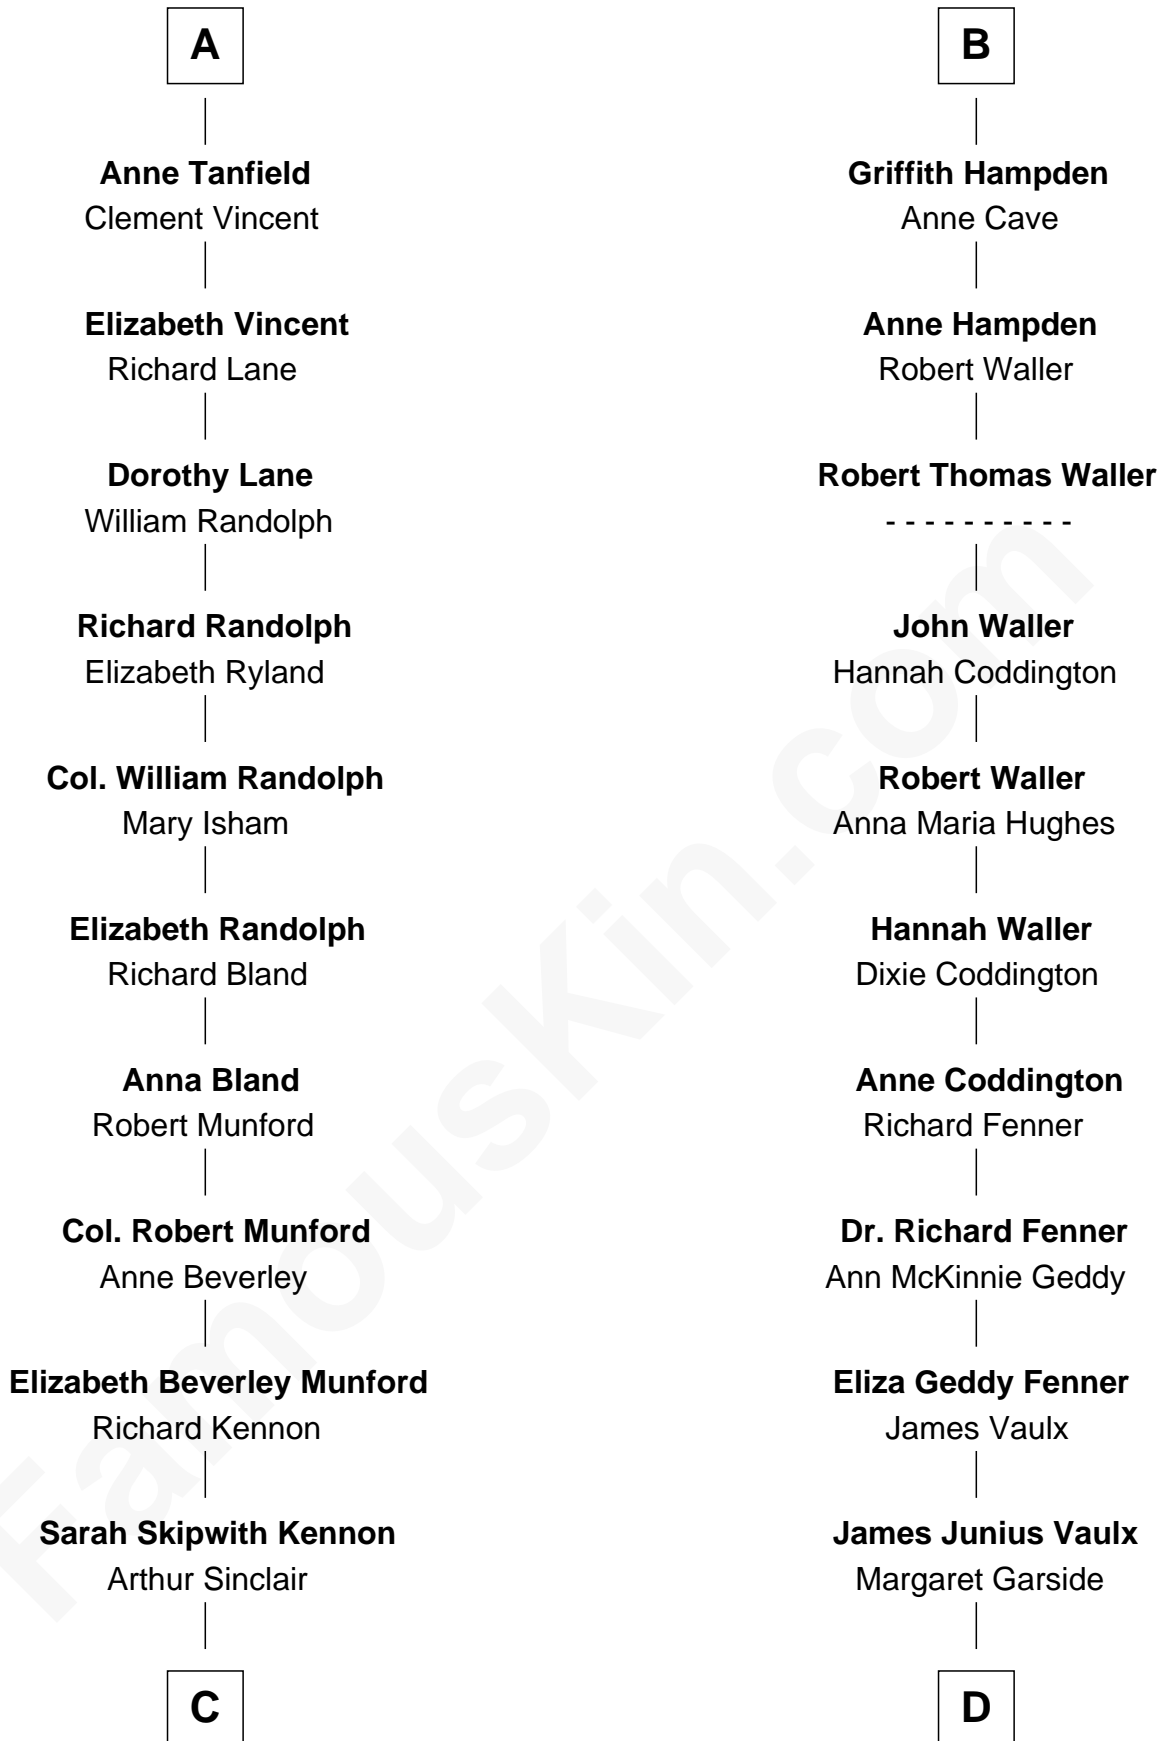 A
Anne Tanfield
Clement Vincent
Elizabeth Vincent
Richard Lane
Dorothy Lane
William Randolph
Richard Randolph
Elizabeth Ryland
Col. William Randolph
Mary Isham
Elizabeth Randolph
Richard Bland
Anna Bland
Robert Munford
Col. Robert Munford
Anne Beverley
Elizabeth Beverley Munford
Richard Kennon
Sarah Skipwith Kennon
Arthur Sinclair
C
B
Griffith Hampden
Anne Cave
Anne Hampden
Robert Waller
Robert Thomas Waller
- - - - - - - - - -
John Waller
Hannah Coddington
Robert Waller
Anna Maria Hughes
Hannah Waller
Dixie Coddington
Anne Coddington
Richard Fenner
Dr. Richard Fenner
Ann McKinnie Geddy
Eliza Geddy Fenner
James Vaulx
James Junius Vaulx
Margaret Garside
D
FamousKin.com